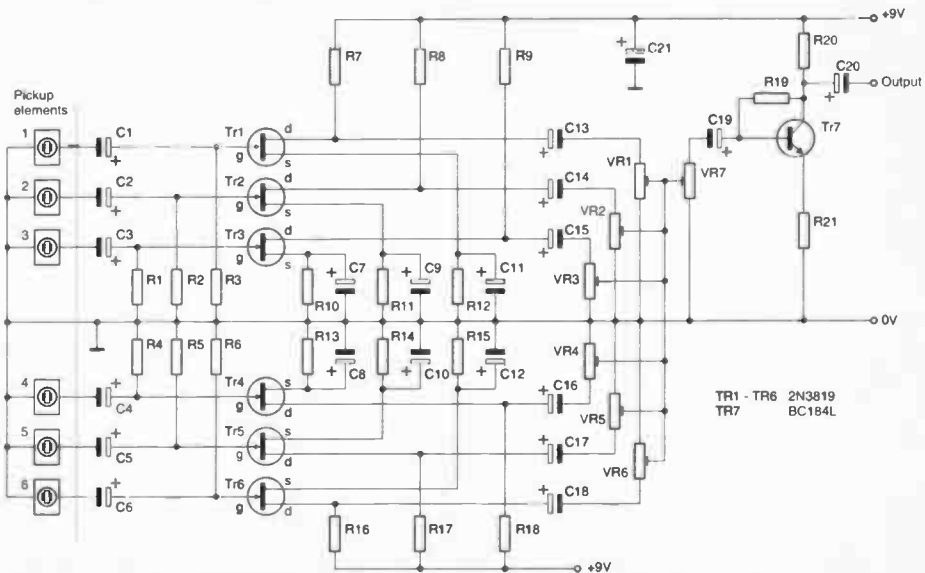 +9V
R7 R8 R9 C21 R20
+ C20
R19 Output
+
Pickup
elements
1 C1 Tr1 d C13 C19 Tr7
+ g s + VR1 + VR7
2 C2 Tr2 d C14
+ g s + VR2 R21
3 C3 Tr3 d C15
+ g s +
R1 R2 R3 + C7 + C9 + C11 VR3
R10 R11 R12
0V
R4 R5 R6 R13 R14 R15 VR4
+ C8 + C10 + C12
4 + Tr4 s + C16
C4 g d TR1 - TR6 2N3819
TR7 BC184L
5 + Tr5 s VR5
C5 g d + C17
6 + Tr6 s VR6
C6 g d + C18
R16 R17 R18
+9V